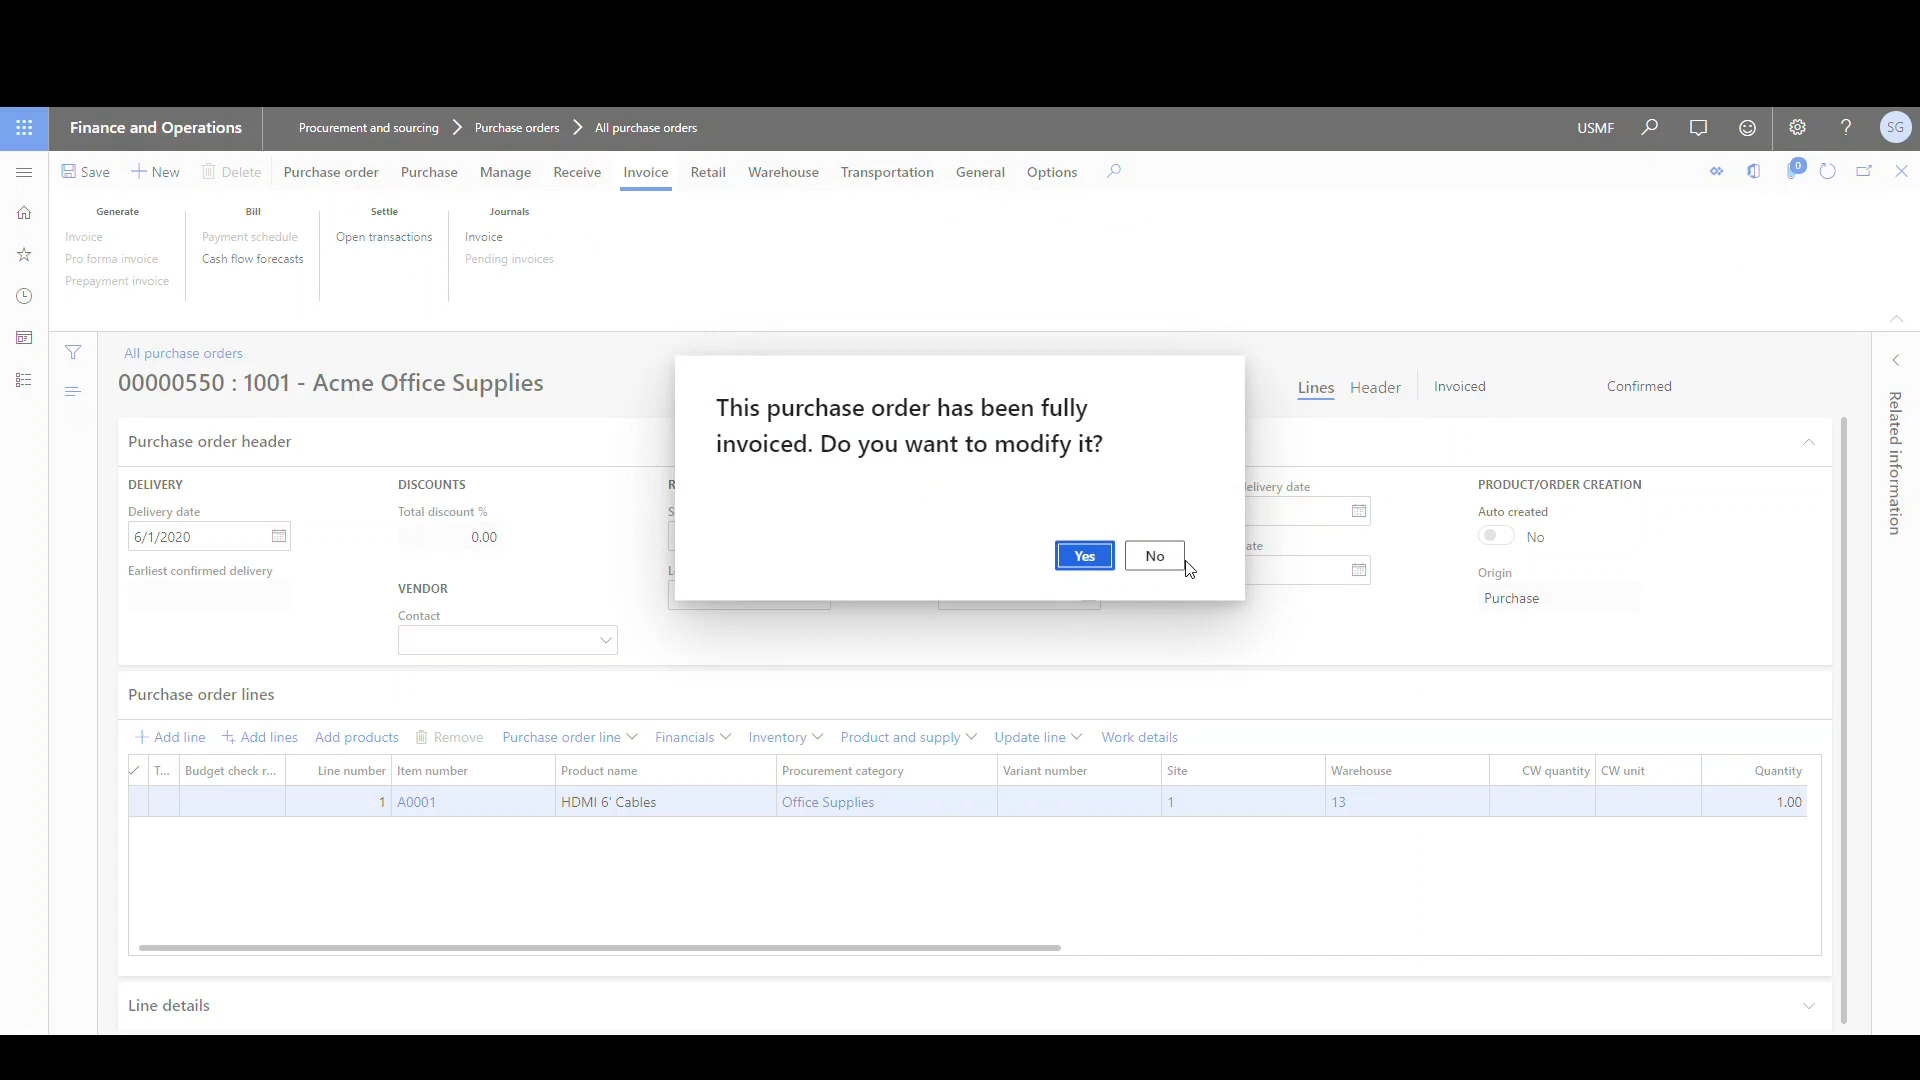 Finance and Operations
Procurement and sourcing
Purchase orders
All purchase orders
USMF
SG
Save
New
Delete
Purchase order
Purchase
Manage
Receive
Invoice
Retail
Warehouse
Transportation
General
Options
0
Generate
Invoice
Pro forma invoice
Prepayment invoice
Bill
Payment schedule
Cash flow forecasts
Settle
Open transactions
Journals
Invoice
Pending invoices
All purchase orders
00000550 : 1001 - Acme Office Supplies
Lines
Header
Invoiced
Confirmed
Related information
This purchase order has been fully
invoiced. Do you want to modify it?
Yes
No
Purchase order header
DELIVERY
Delivery date
6/1/2020
Earliest confirmed delivery
DISCOUNTS
Total discount %
0.00
VENDOR
Contact
elivery date
ate
PRODUCT/ORDER CREATION
Auto created
No
Origin
Purchase
Purchase order lines
Add line
Add lines
Add products
Remove
Purchase order line
Financials
Inventory
Product and supply
Update line
Work details
T... Budget check r... Line number Item number Product name Procurement category Variant number Site Warehouse CW quantity CW unit Quantity
1 A0001 HDMI 6' Cables Office Supplies 1 13 1.00
Line details